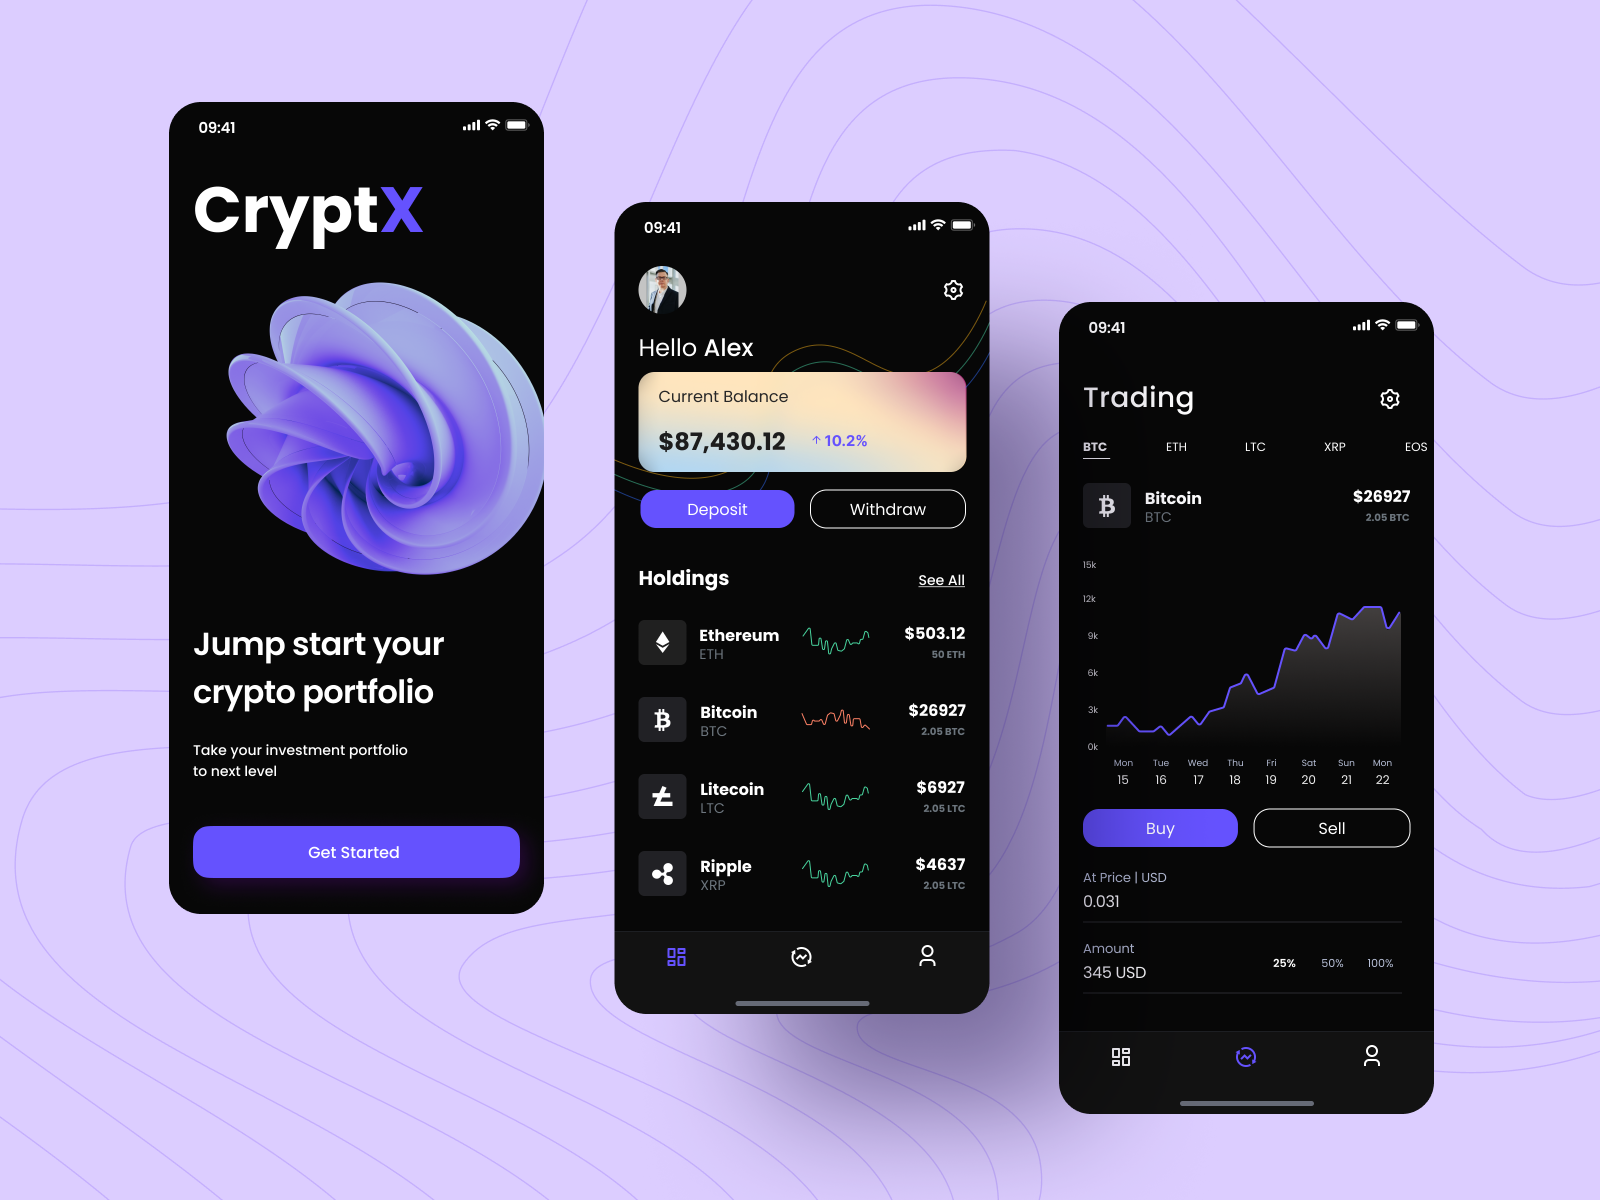 09:41
CryptX
Jump start your
crypto portfolio
Take your investment portfolio
to next level
Get Started
09:41
Hello Alex
Current Balance
$87,430.12 ↑ 10.2%
Deposit Withdraw
Holdings See All
Ethereum $503.12
ETH 50 ETH
Bitcoin $26927
BTC 2.05 BTC
Litecoin $6927
LTC 2.05 LTC
Ripple $4637
XRP 2.05 LTC
09:41
Trading
BTC ETH LTC XRP EOS
Bitcoin $26927
BTC 2.05 BTC
15k
12k
9k
6k
3k
0k
Mon Tue Wed Thu Fri Sat Sun Mon
15 16 17 18 19 20 21 22
Buy Sell
At Price | USD
0.031
Amount
345 USD 25% 50% 100%